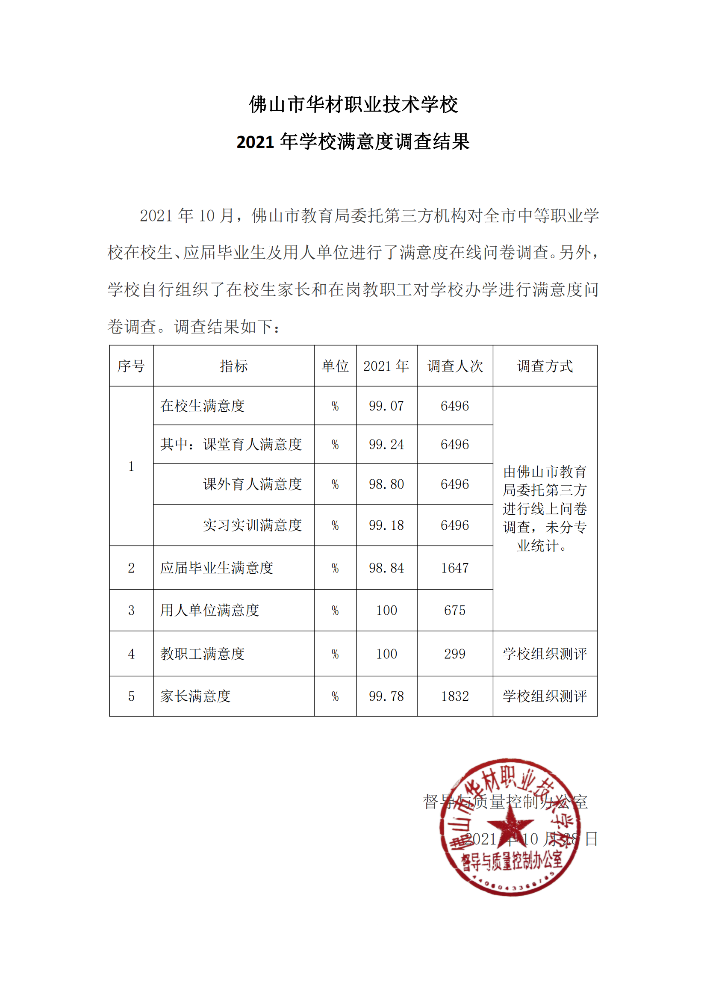 佛山市华材职业技术学校
2021 年学校满意度调查结果
2021 年 10 月，佛山市教育局委托第三方机构对全市中等职业学
校在校生、应届毕业生及用人单位进行了满意度在线问卷调查。另外，
学校自行组织了在校生家长和在岗教职工对学校办学进行满意度问
卷调查。调查结果如下：
序号 指标 单位 2021 年 调查人次 调查方式
1
在校生满意度 % 99.07 6496
其中：课堂育人满意度 % 99.24 6496
课外育人满意度 % 98.80 6496
实习实训满意度 % 99.18 6496
2 应届毕业生满意度 % 98.84 1647
3 用人单位满意度 % 100 675
由佛山市教育
局委托第三方
进行线上问卷
调查，未分专
业统计。
4 教职工满意度 % 100 299 学校组织测评
5 家长满意度 % 99.78 1832 学校组织测评
督导与质量控制办公室
2021 年 10 月 28 日
佛山市华材职业技术学校
督导与质量控制办公室